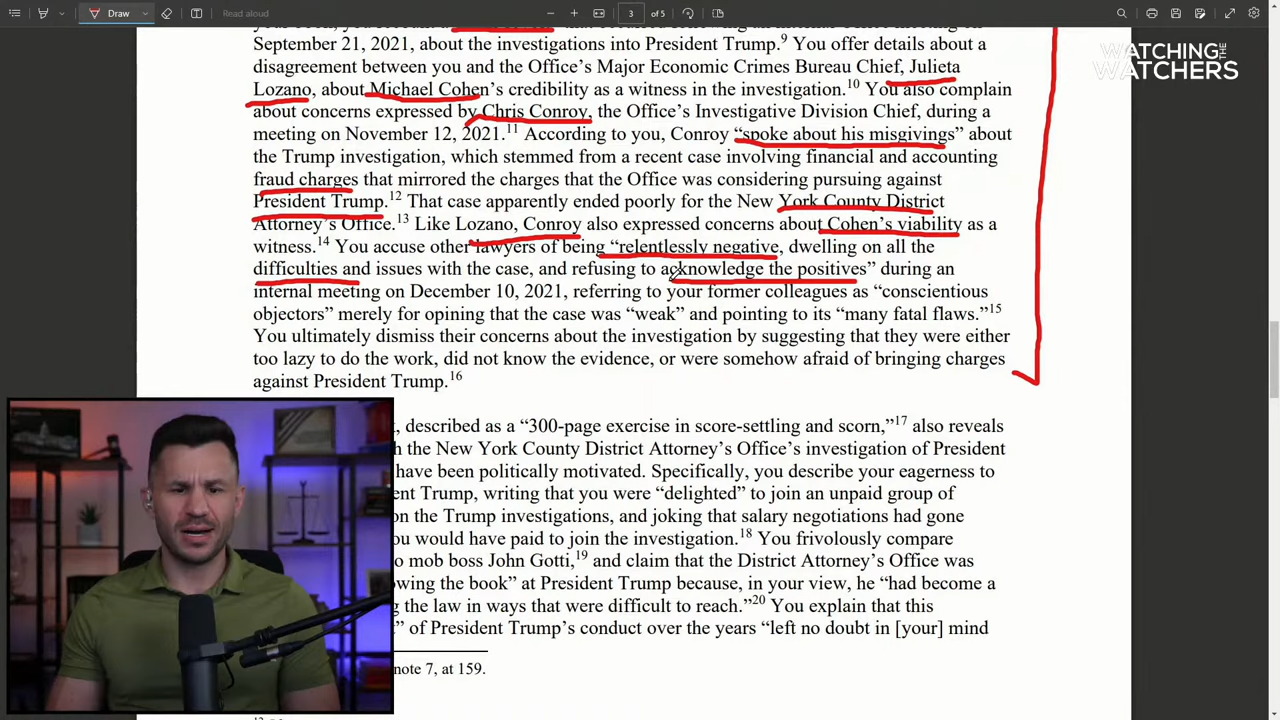 Draw
Read aloud
3 of 5
WATCHING THE WATCHERS
September 21, 2021, about the investigations into President Trump.9 You offer details about a
disagreement between you and the Office's Major Economic Crimes Bureau Chief, Julieta
Lozano, about Michael Cohen's credibility as a witness in the investigation.10 You also complain
about concerns expressed by Chris Conroy, the Office's Investigative Division Chief, during a
meeting on November 12, 2021.11 According to you, Conroy “spoke about his misgivings” about
the Trump investigation, which stemmed from a recent case involving financial and accounting
fraud charges that mirrored the charges that the Office was considering pursuing against
President Trump.12 That case apparently ended poorly for the New York County District
Attorney's Office.13 Like Lozano, Conroy also expressed concerns about Cohen's viability as a
witness.14 You accuse other lawyers of being “relentlessly negative, dwelling on all the
difficulties and issues with the case, and refusing to acknowledge the positives” during an
internal meeting on December 10, 2021, referring to your former colleagues as “conscientious
objectors” merely for opining that the case was “weak” and pointing to its “many fatal flaws.”15
You ultimately dismiss their concerns about the investigation by suggesting that they were either
too lazy to do the work, did not know the evidence, or were somehow afraid of bringing charges
against President Trump.16
, described as a “300-page exercise in score-settling and scorn,”17 also reveals
the New York County District Attorney's Office's investigation of President
have been politically motivated. Specifically, you describe your eagerness to
ent Trump, writing that you were “delighted” to join an unpaid group of
on the Trump investigations, and joking that salary negotiations had gone
ou would have paid to join the investigation.18 You frivolously compare
o mob boss John Gotti,19 and claim that the District Attorney's Office was
owing the book” at President Trump because, in your view, he “had become a
g the law in ways that were difficult to reach.”20 You explain that this
” of President Trump's conduct over the years “left no doubt in [your] mind
note 7, at 159.